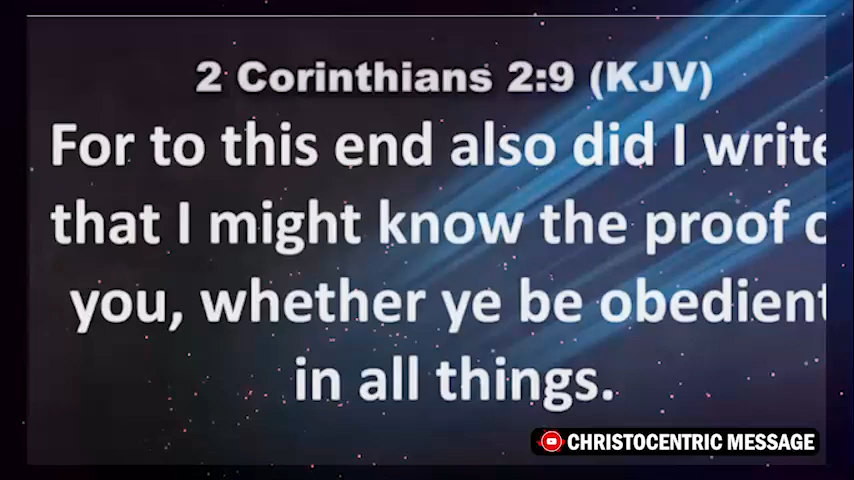 2 Corinthians 2:9 (KJV)
For to this end also did I write
that I might know the proof o
you, whether ye be obedient
in all things.
CHRISTOCENTRIC MESSAGE